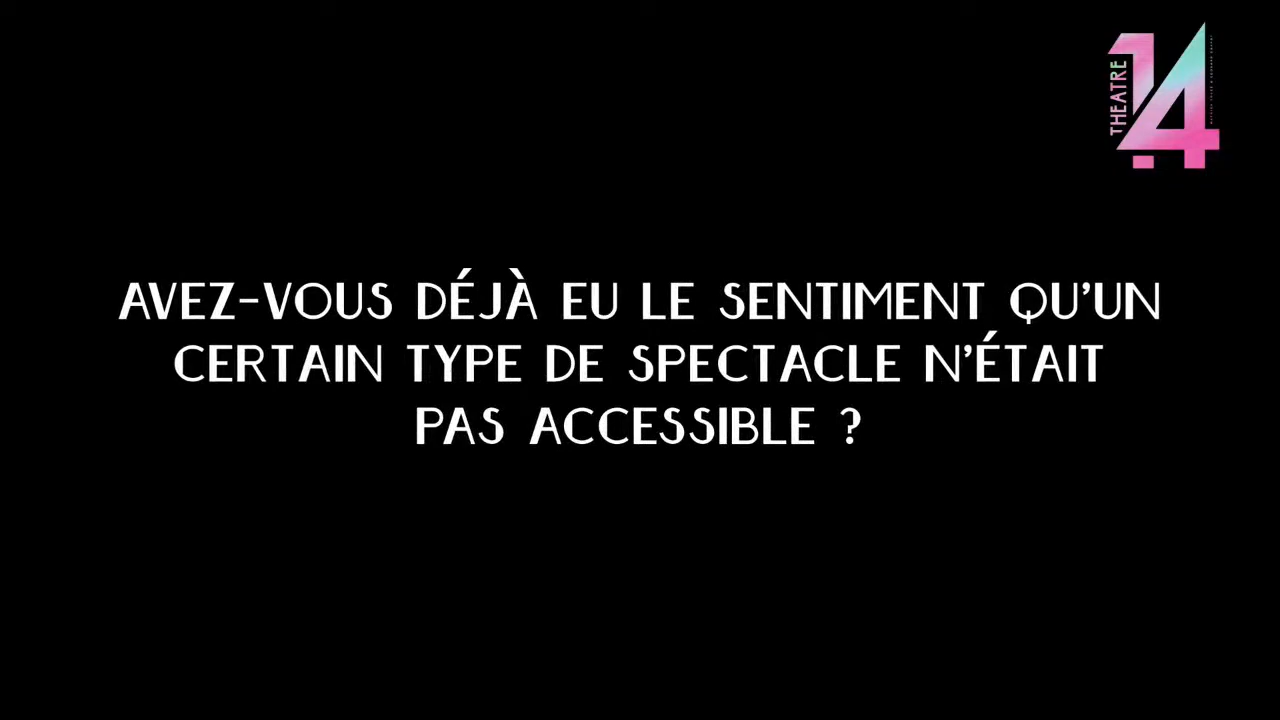 THEATRE
14
AVEZ-VOUS DÉJÀ EU LE SENTIMENT QU'UN
CERTAIN TYPE DE SPECTACLE N'ÉTAIT
PAS ACCESSIBLE ?